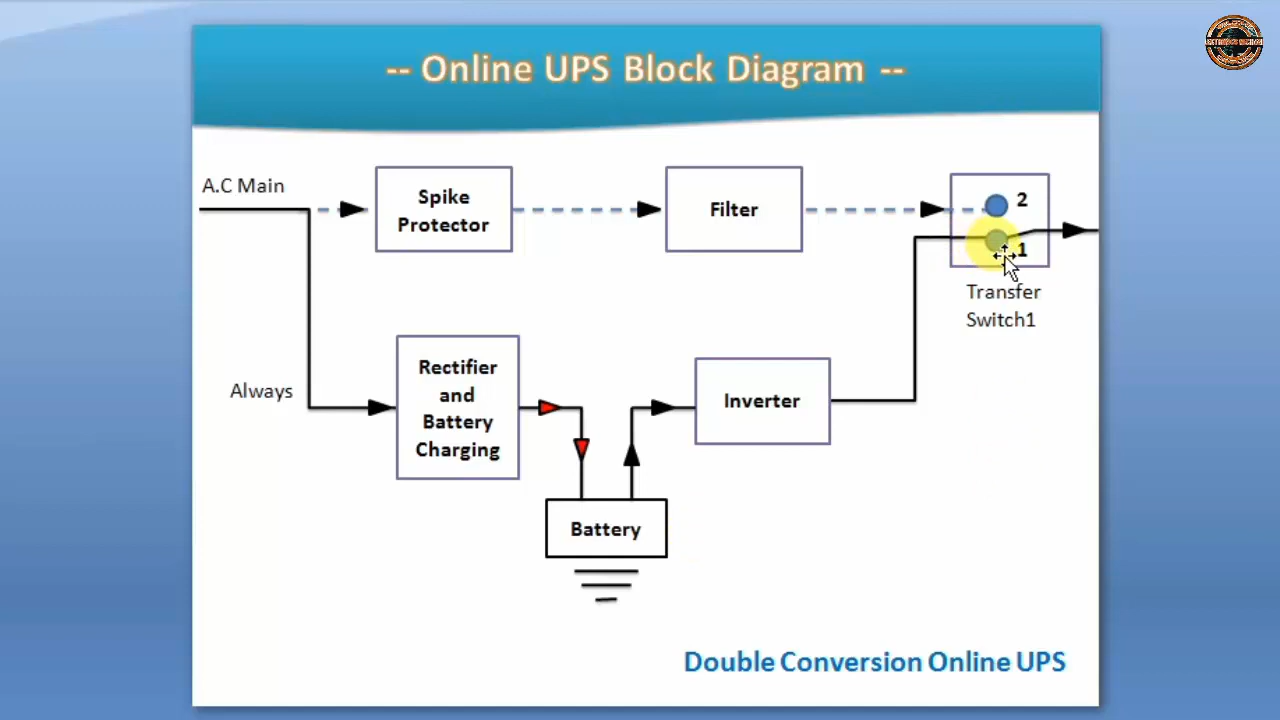 -- Online UPS Block Diagram --
A.C Main
Spike
Protector
Filter
2
1
Transfer
Switch1
Always
Rectifier
and
Battery
Charging
Inverter
Battery
Double Conversion Online UPS